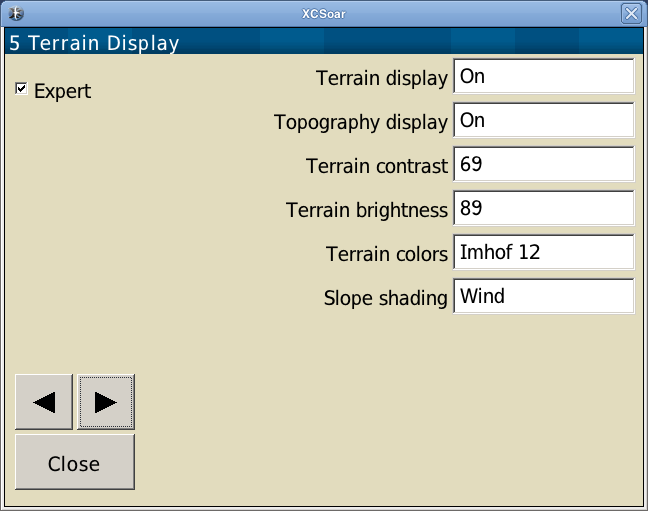 XCSoar
5 Terrain Display
Expert
Terrain display On
Topography display On
Terrain contrast 69
Terrain brightness 89
Terrain colors Imhof 12
Slope shading Wind
Close